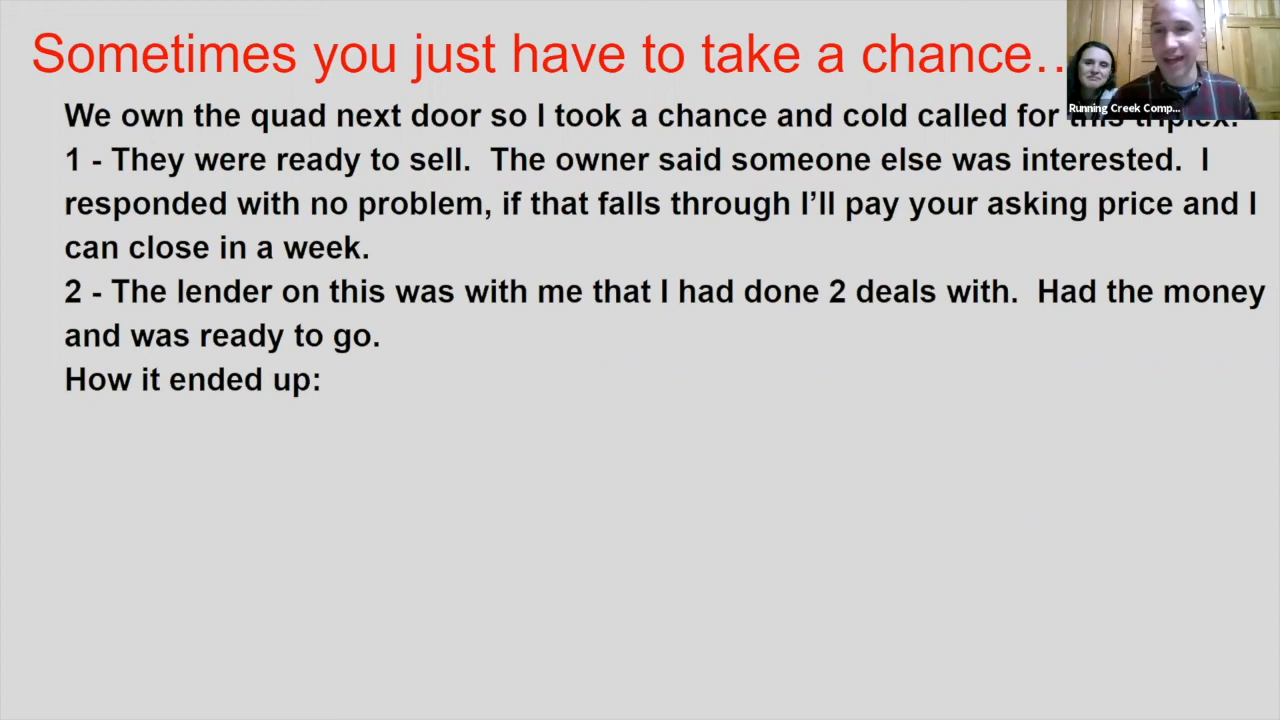 Sometimes you just have to take a chance..
We own the quad next door so I took a chance and cold called for this triplex.
1 - They were ready to sell.  The owner said someone else was interested.  I
responded with no problem, if that falls through I'll pay your asking price and I
can close in a week.
2 - The lender on this was with me that I had done 2 deals with.  Had the money
and was ready to go.
How it ended up:
Running Creek Comp...